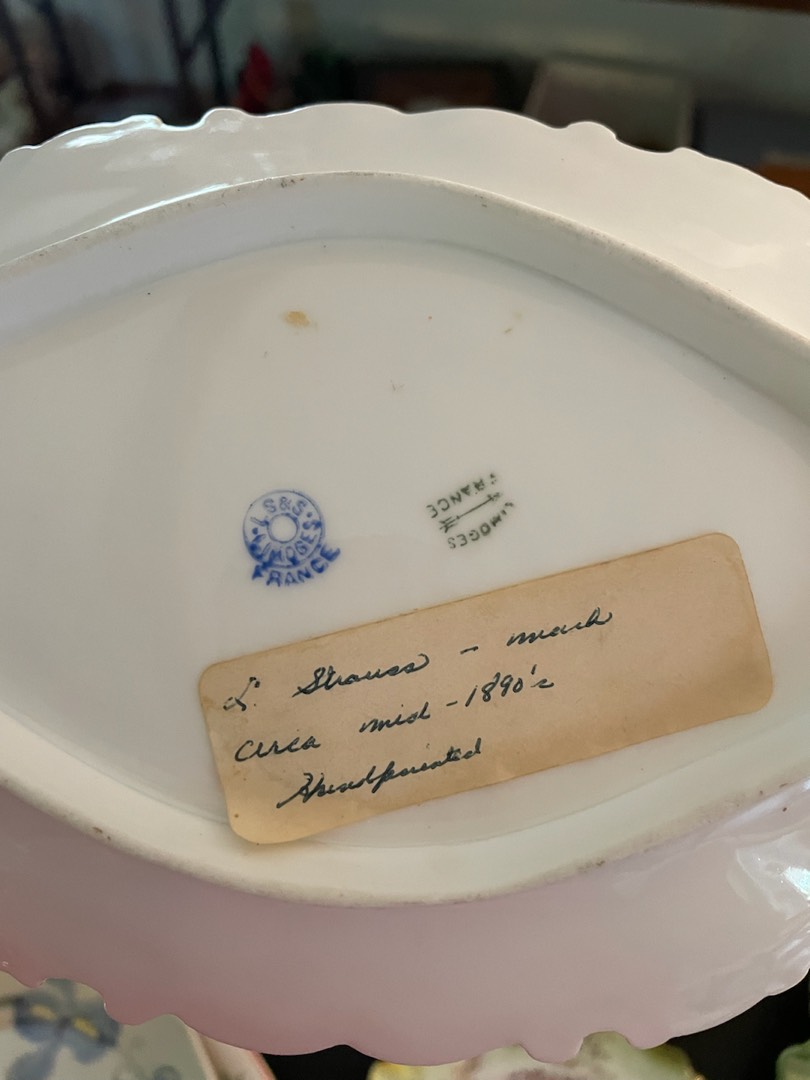 L. S & S.
LIMOGES
FRANCE
LIMOGES
FRANCE
L. Strauss - mark
circa mid-1890's
Handpainted